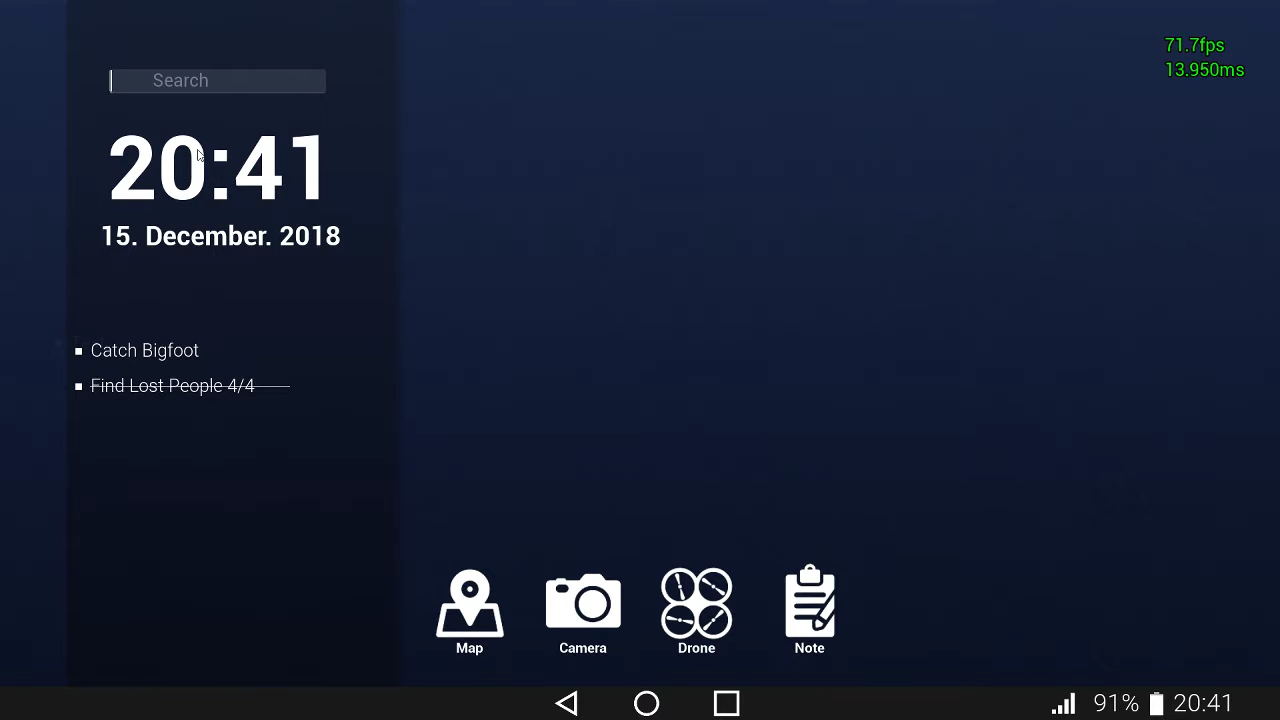 71.7fps
13.950ms
Search
20:41
15. December. 2018
Catch Bigfoot
Find Lost People 4/4
Map
Camera
Drone
Note
91%
20:41